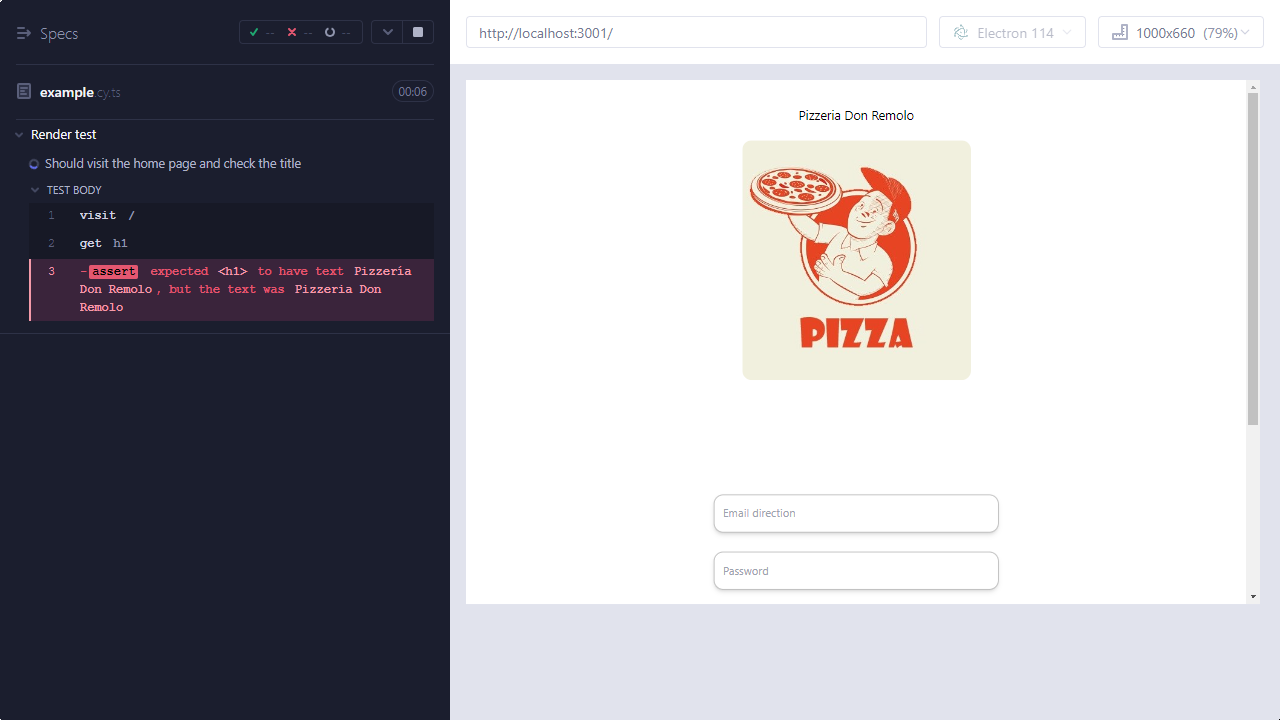 Specs
--
--
--
http://localhost:3001/
Electron 114
1000x660 (79%)
example.cy.ts
00:06
Render test
Should visit the home page and check the title
TEST BODY
1 visit /
2 get h1
3 -assert expected <h1> to have text Pizzeria
Don Remolo, but the text was Pizzeria Don
Remolo
Pizzeria Don Remolo
PIZZA
Email direction
Password